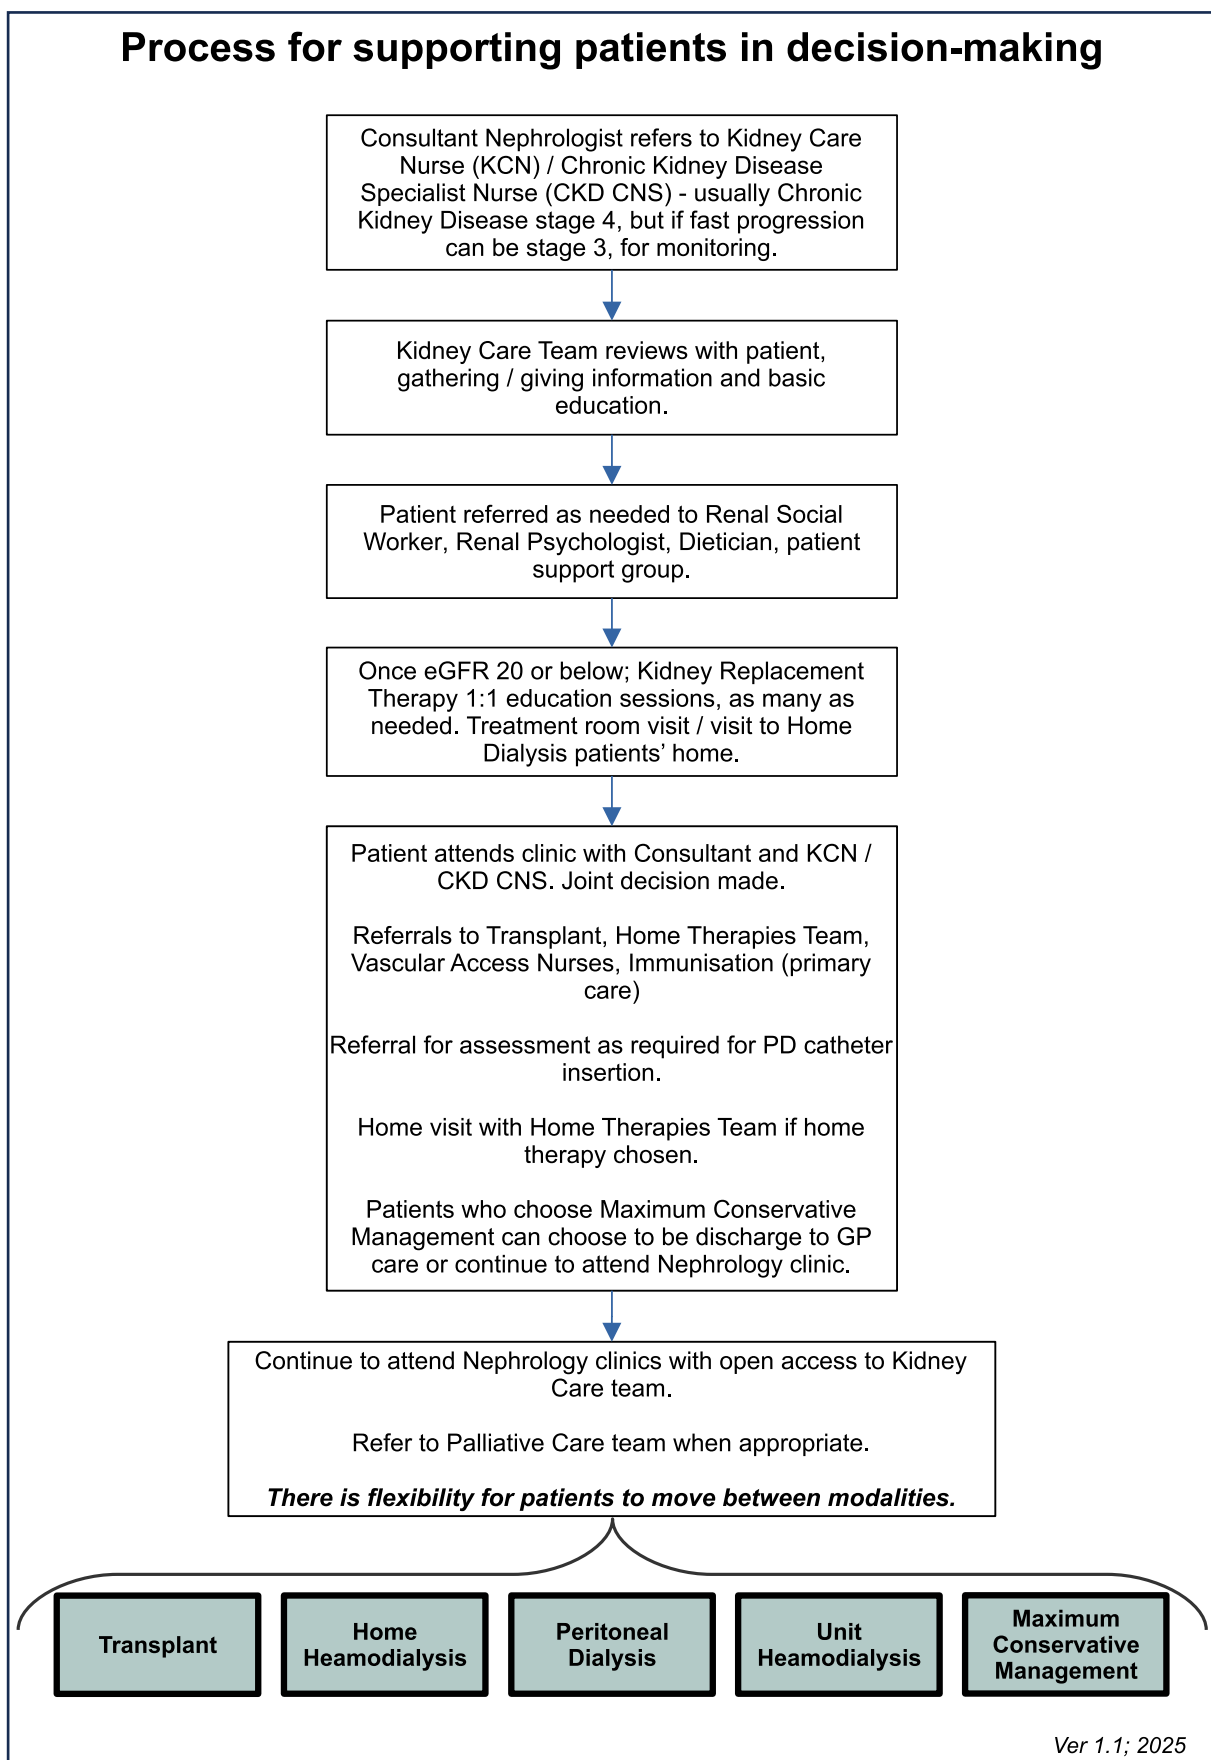 Process for supporting patients in decision-making
Consultant Nephrologist refers to Kidney Care
Nurse (KCN) / Chronic Kidney Disease
Specialist Nurse (CKD CNS) - usually Chronic
Kidney Disease stage 4, but if fast progression
can be stage 3, for monitoring.
Kidney Care Team reviews with patient,
gathering / giving information and basic
education.
Patient referred as needed to Renal Social
Worker, Renal Psychologist, Dietician, patient
support group.
Once eGFR 20 or below; Kidney Replacement
Therapy 1:1 education sessions, as many as
needed. Treatment room visit / visit to Home
Dialysis patients’ home.
Patient attends clinic with Consultant and KCN /
CKD CNS. Joint decision made.
Referrals to Transplant, Home Therapies Team,
Vascular Access Nurses, Immunisation (primary
care)
Referral for assessment as required for PD catheter
insertion.
Home visit with Home Therapies Team if home
therapy chosen.
Patients who choose Maximum Conservative
Management can choose to be discharge to GP
care or continue to attend Nephrology clinic.
Continue to attend Nephrology clinics with open access to Kidney
Care team.
Refer to Palliative Care team when appropriate.
There is flexibility for patients to move between modalities.
Transplant
Home
Heamodialysis
Peritoneal
Dialysis
Unit
Heamodialysis
Maximum
Conservative
Management
Ver 1.1; 2025